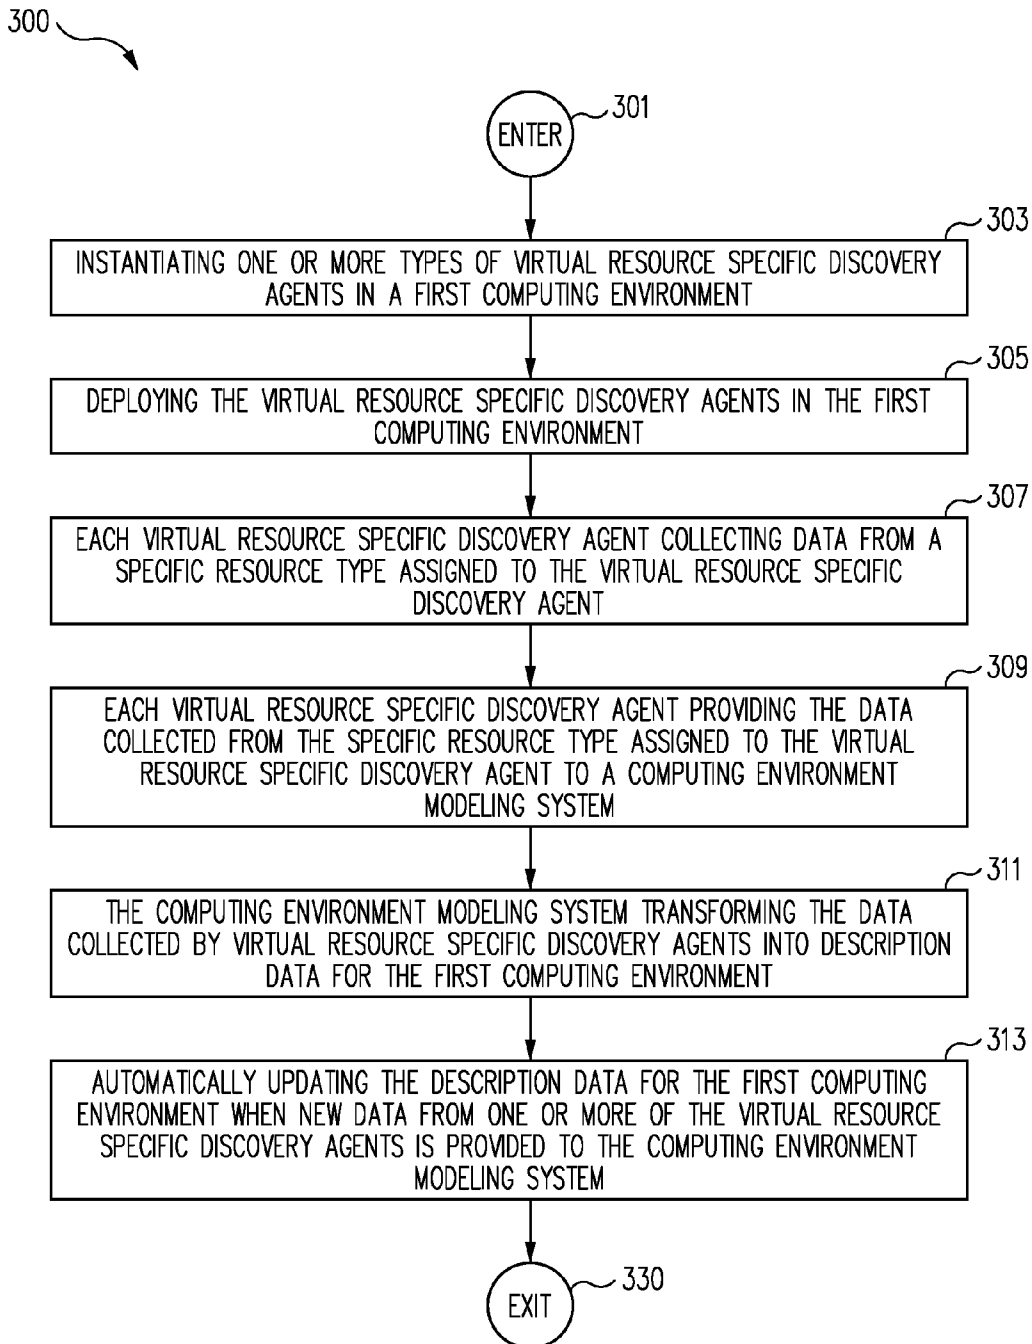 300
ENTER
301
303
INSTANTIATING ONE OR MORE TYPES OF VIRTUAL RESOURCE SPECIFIC DISCOVERY
AGENTS IN A FIRST COMPUTING ENVIRONMENT
305
DEPLOYING THE VIRTUAL RESOURCE SPECIFIC DISCOVERY AGENTS IN THE FIRST
COMPUTING ENVIRONMENT
307
EACH VIRTUAL RESOURCE SPECIFIC DISCOVERY AGENT COLLECTING DATA FROM A
SPECIFIC RESOURCE TYPE ASSIGNED TO THE VIRTUAL RESOURCE SPECIFIC
DISCOVERY AGENT
309
EACH VIRTUAL RESOURCE SPECIFIC DISCOVERY AGENT PROVIDING THE DATA
COLLECTED FROM THE SPECIFIC RESOURCE TYPE ASSIGNED TO THE VIRTUAL
RESOURCE SPECIFIC DISCOVERY AGENT TO A COMPUTING ENVIRONMENT
MODELING SYSTEM
311
THE COMPUTING ENVIRONMENT MODELING SYSTEM TRANSFORMING THE DATA
COLLECTED BY VIRTUAL RESOURCE SPECIFIC DISCOVERY AGENTS INTO DESCRIPTION
DATA FOR THE FIRST COMPUTING ENVIRONMENT
313
AUTOMATICALLY UPDATING THE DESCRIPTION DATA FOR THE FIRST COMPUTING
ENVIRONMENT WHEN NEW DATA FROM ONE OR MORE OF THE VIRTUAL RESOURCE
SPECIFIC DISCOVERY AGENTS IS PROVIDED TO THE COMPUTING ENVIRONMENT
MODELING SYSTEM
330
EXIT